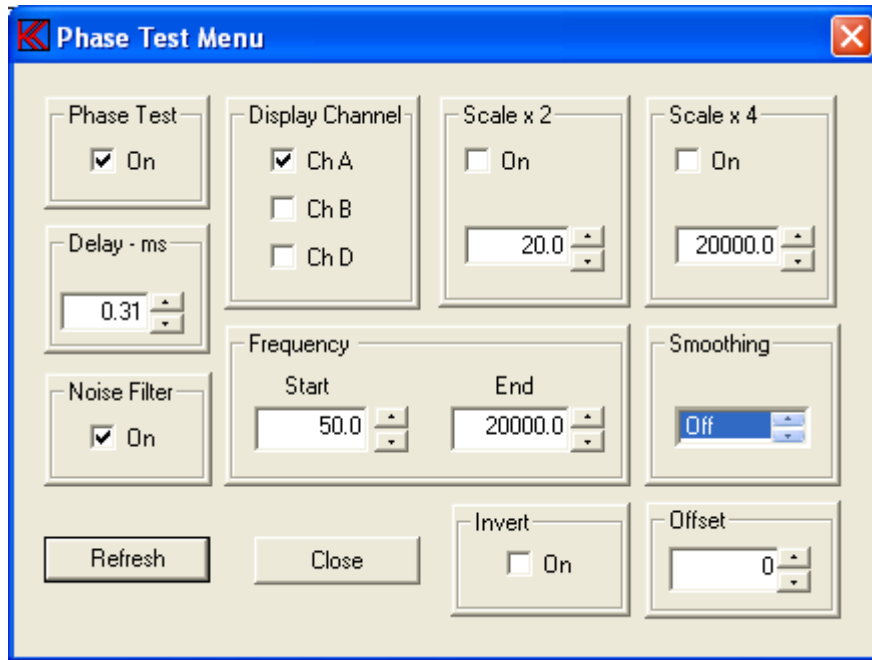 Phase Test Menu
Phase Test
On
Display Channel
Ch A
Ch B
Ch D
Scale x 2
On
20.0
Scale x 4
On
20000.0
Delay - ms
0.31
Frequency
Start
50.0
End
20000.0
Smoothing
Off
Noise Filter
On
Refresh
Close
Invert
On
Offset
0